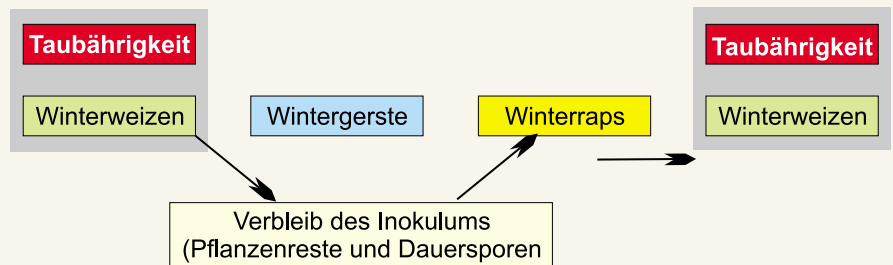 Taubährigkeit
Taubährigkeit
Winterweizen
Wintergerste
Winterraps
Winterweizen
Verbleib des Inokulums
(Pflanzenreste und Dauersporen